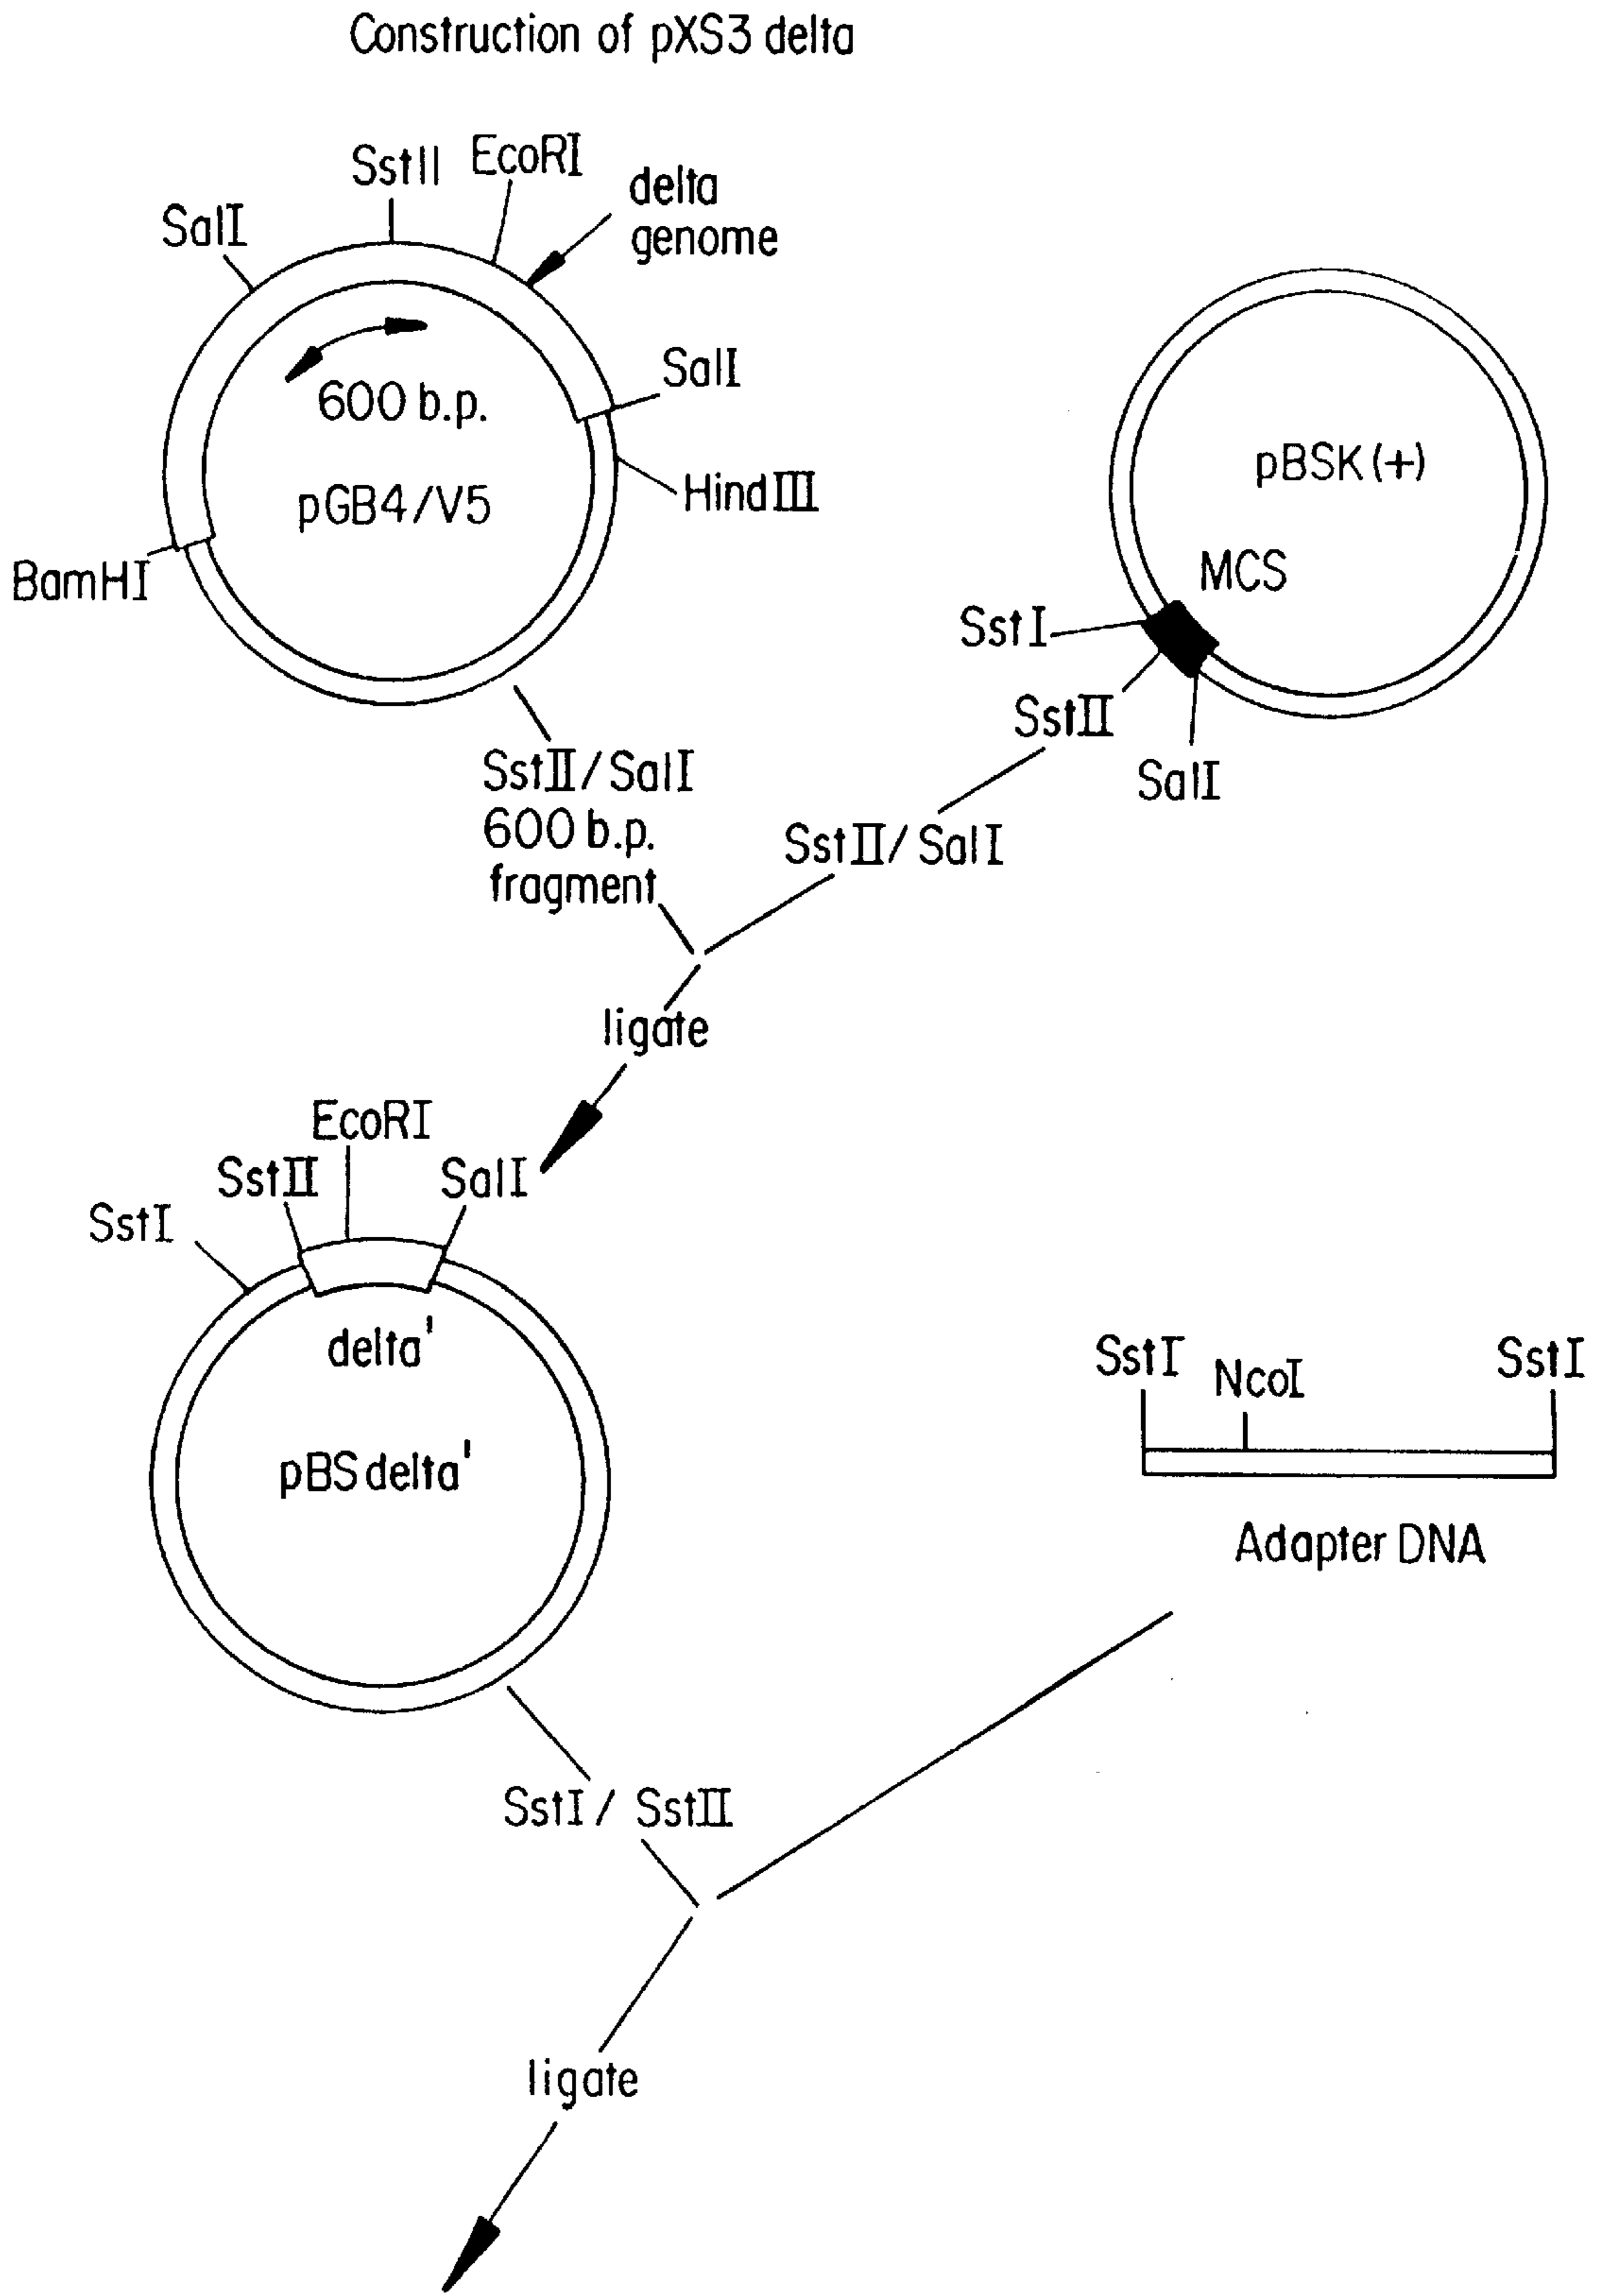 Construction of pXS3 delta
SstII
EcoRI
delta
genome
SalI
SalI
600 b.p.
HindIII
pGB4/V5
BamHI
pBSK(+)
MCS
SstI
SstII
SalI
SstII/SalI
600 b.p.
fragment
SstII/SalI
ligate
EcoRI
SstII
SalI
SstI
delta'
pBSdelta'
SstI
NcoI
SstI
Adapter DNA
SstI/ SstII
ligate